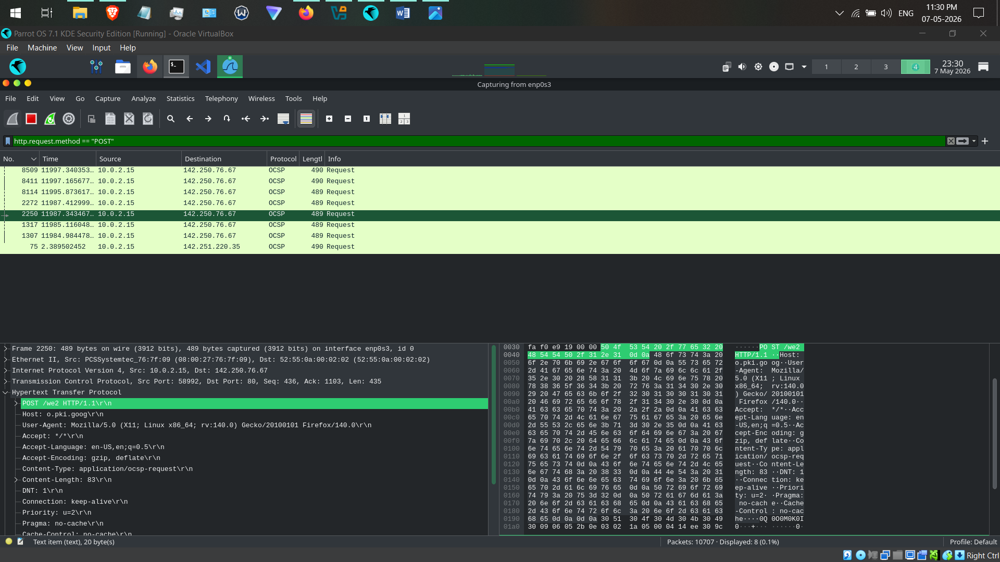 ENG
11:30 PM
07-05-2026
Parrot OS 7.1 KDE Security Edition [Running] - Oracle VirtualBox
File Machine View Input Help
1 2 3 4
23:30
7 May 2026
Capturing from enp0s3
File Edit View Go Capture Analyze Statistics Telephony Wireless Tools Help
http.request.method == "POST"
No. Time Source Destination Protocol Lengtl Info
8509 11997.340353… 10.0.2.15 142.250.76.67 OCSP 490 Request
8411 11997.165677… 10.0.2.15 142.250.76.67 OCSP 490 Request
8114 11995.873617… 10.0.2.15 142.250.76.67 OCSP 489 Request
2272 11987.412999… 10.0.2.15 142.250.76.67 OCSP 489 Request
2250 11987.343467… 10.0.2.15 142.250.76.67 OCSP 489 Request
1317 11985.116048… 10.0.2.15 142.250.76.67 OCSP 489 Request
1307 11984.984478… 10.0.2.15 142.250.76.67 OCSP 489 Request
75 2.389502452 10.0.2.15 142.251.220.35 OCSP 490 Request
Frame 2250: 489 bytes on wire (3912 bits), 489 bytes captured (3912 bits) on interface enp0s3, id 0
Ethernet II, Src: PCSSystemtec_76:7f:09 (08:00:27:76:7f:09), Dst: 52:55:0a:00:02:02 (52:55:0a:00:02:02)
Internet Protocol Version 4, Src: 10.0.2.15, Dst: 142.250.76.67
Transmission Control Protocol, Src Port: 58992, Dst Port: 80, Seq: 436, Ack: 1103, Len: 435
Hypertext Transfer Protocol
POST /we2 HTTP/1.1\r\n
Host: o.pki.goog\r\n
User-Agent: Mozilla/5.0 (X11; Linux x86_64; rv:140.0) Gecko/20100101 Firefox/140.0\r\n
Accept: */*\r\n
Accept-Language: en-US,en;q=0.5\r\n
Accept-Encoding: gzip, deflate\r\n
Content-Type: application/ocsp-request\r\n
Content-Length: 83\r\n
DNT: 1\r\n
Connection: keep-alive\r\n
Priority: u=2\r\n
Pragma: no-cache\r\n
Cache-Control: no-cache\r\n
0030 fa f0 e9 19 00 00 50 4f 53 54 20 2f 77 65 32 20 ······PO ST /we2
0040 48 54 54 50 2f 31 2e 31 0d 0a 48 6f 73 74 3a 20 HTTP/1.1 ··Host:
0050 6f 2e 70 6b 69 2e 67 6f 6f 67 0d 0a 55 73 65 72 o.pki.go og··User
0060 2d 41 67 65 6e 74 3a 20 4d 6f 7a 69 6c 6c 61 2f -Agent: Mozilla/
0070 35 2e 30 20 28 58 31 31 3b 20 4c 69 6e 75 78 20 5.0 (X11 ; Linux
0080 78 38 36 5f 36 34 3b 20 72 76 3a 31 34 30 2e 30 x86_64; rv:140.0
0090 29 20 47 65 63 6b 6f 2f 32 30 31 30 30 31 30 31 ) Gecko/ 20100101
00a0 20 46 69 72 65 66 6f 78 2f 31 34 30 2e 30 0d 0a Firefox /140.0··
00b0 41 63 63 65 70 74 3a 20 2a 2f 2a 0d 0a 41 63 63 Accept: */*··Acc
00c0 65 70 74 2d 4c 61 6e 67 75 61 67 65 3a 20 65 6e ept-Lang uage: en
00d0 2d 55 53 2c 65 6e 3b 71 3d 30 2e 35 0d 0a 41 63 -US,en;q =0.5··Ac
00e0 63 65 70 74 2d 45 6e 63 6f 64 69 6e 67 3a 20 67 cept-Enc oding: g
00f0 7a 69 70 2c 20 64 65 66 6c 61 74 65 0d 0a 43 6f zip, def late··Co
0100 6e 74 65 6e 74 2d 54 79 70 65 3a 20 61 70 70 6c ntent-Ty pe: appl
0110 69 63 61 74 69 6f 6e 2f 6f 63 73 70 2d 72 65 71 ication/ ocsp-req
0120 75 65 73 74 0d 0a 43 6f 6e 74 65 6e 74 2d 4c 65 uest··Co ntent-Le
0130 6e 67 74 68 3a 20 38 33 0d 0a 44 4e 54 3a 20 31 ngth: 83 ··DNT: 1
0140 0d 0a 43 6f 6e 6e 65 63 74 69 6f 6e 3a 20 6b 65 ··Connec tion: ke
0150 65 70 2d 61 6c 69 76 65 0d 0a 50 72 69 6f 72 69 ep-alive ··Priori
0160 74 79 3a 20 75 3d 32 0d 0a 50 72 61 67 6d 61 3a ty: u=2· ·Pragma:
0170 20 6e 6f 2d 63 61 63 68 65 0d 0a 43 61 63 68 65 no-cach e··Cache
0180 2d 43 6f 6e 74 72 6f 6c 3a 20 6e 6f 2d 63 61 63 -Control : no-cac
0190 68 65 0d 0a 0d 0a 30 51 30 4f 30 4d 30 4b 30 49 he····0Q 0O0M0K0I
01a0 30 09 06 05 2b 0e 03 02 1a 05 00 04 14 ee 30 9c 0···+··· ······0·
Text item (text), 20 byte(s)
Packets: 10707 · Displayed: 8 (0.1%)
Profile: Default
Right Ctrl